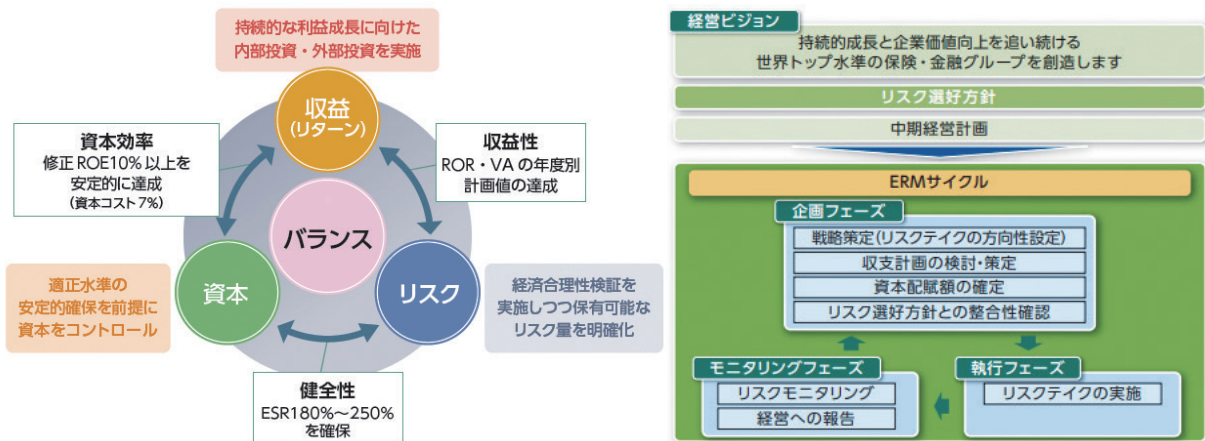 持続的な利益成長に向けた
内部投資・外部投資を実施
収益
(リターン)
資本効率
修正ROE10%以上を
安定的に達成
(資本コスト7%)
収益性
ROR・VAの年度別
計画値の達成
バランス
適正水準の
安定的確保を前提に
資本をコントロール
資本
リスク
経済合理性検証を
実施しつつ保有可能な
リスク量を明確化
健全性
ESR180%〜250%
を確保
経営ビジョン
持続的成長と企業価値向上を追い続ける
世界トップ水準の保険・金融グループを創造します
リスク選好方針
中期経営計画
ERMサイクル
企画フェーズ
戦略策定(リスクテイクの方向性設定)
収支計画の検討・策定
資本配賦額の確定
リスク選好方針との整合性確認
モニタリングフェーズ
リスクモニタリング
経営への報告
執行フェーズ
リスクテイクの実施